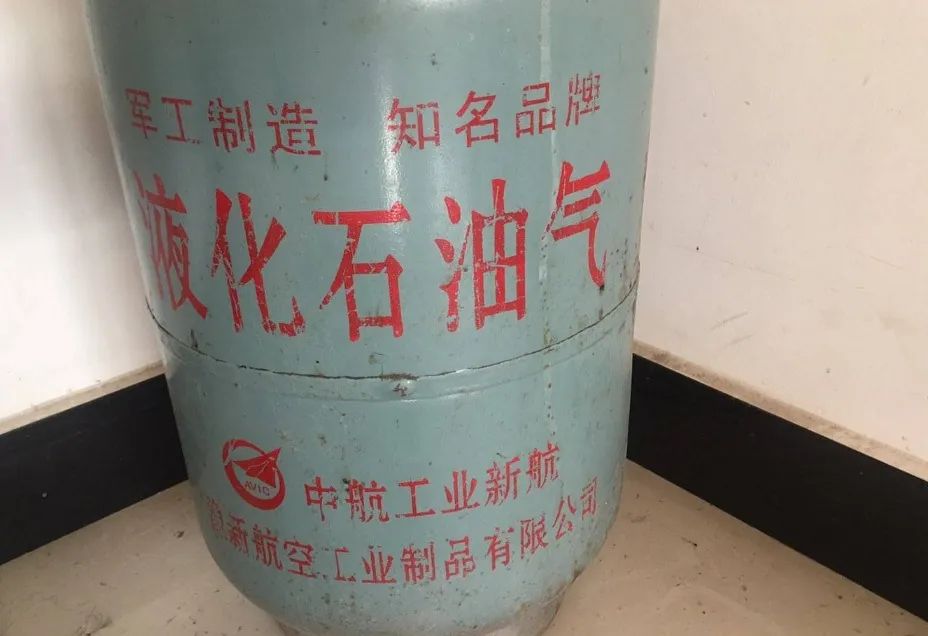 军工制造 知名品牌
液化石油气
AVIC 中航工业新航
新航空工业制品有限公司